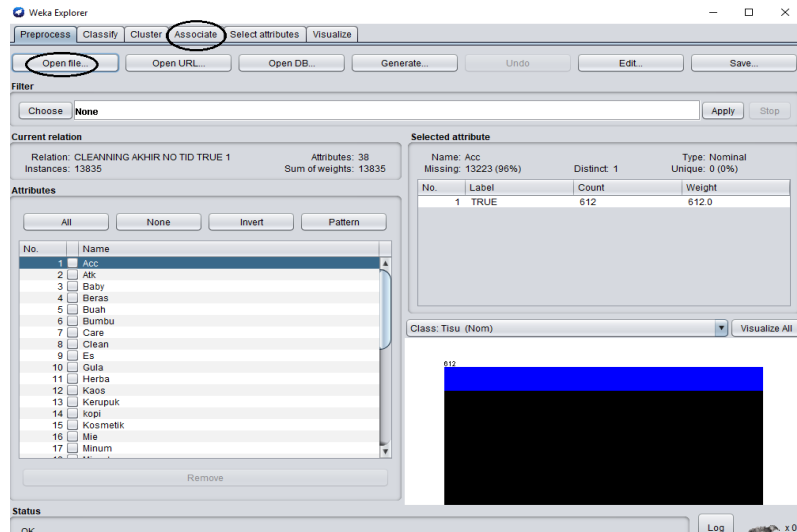 Weka Explorer
Preprocess Classify Cluster Associate Select attributes Visualize
Open file... Open URL... Open DB... Generate... Undo Edit... Save...
Filter
Choose None Apply Stop
Current relation
Relation: CLEANNING AKHIR NO TID TRUE 1 Attributes: 38
Instances: 13835 Sum of weights: 13835
Attributes
All None Invert Pattern
No. Name
1 Acc
2 Atk
3 Baby
4 Beras
5 Buah
6 Bumbu
7 Care
8 Clean
9 Es
10 Gula
11 Herba
12 Kaos
13 Kerupuk
14 kopi
15 Kosmetik
16 Mie
17 Minum
Remove
Selected attribute
Name: Acc Type: Nominal
Missing: 13223 (96%) Distinct: 1 Unique: 0 (0%)
No. Label Count Weight
1 TRUE 612 612.0
Class: Tisu (Nom) Visualize All
612
Status
OK
Log x 0